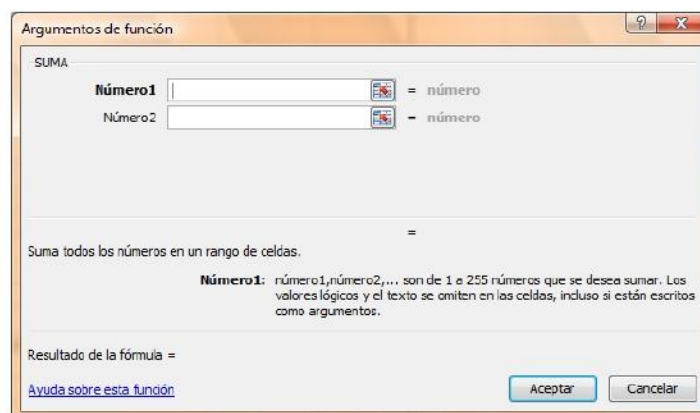 Argumentos de función
SUMA
Número1 = número
Número2 = número
=
Suma todos los números en un rango de celdas.
Número1: número1,número2,... son de 1 a 255 números que se desea sumar. Los
valores lógicos y el texto se omiten en las celdas, incluso si están escritos
como argumentos.
Resultado de la fórmula =
Ayuda sobre esta función
Aceptar Cancelar